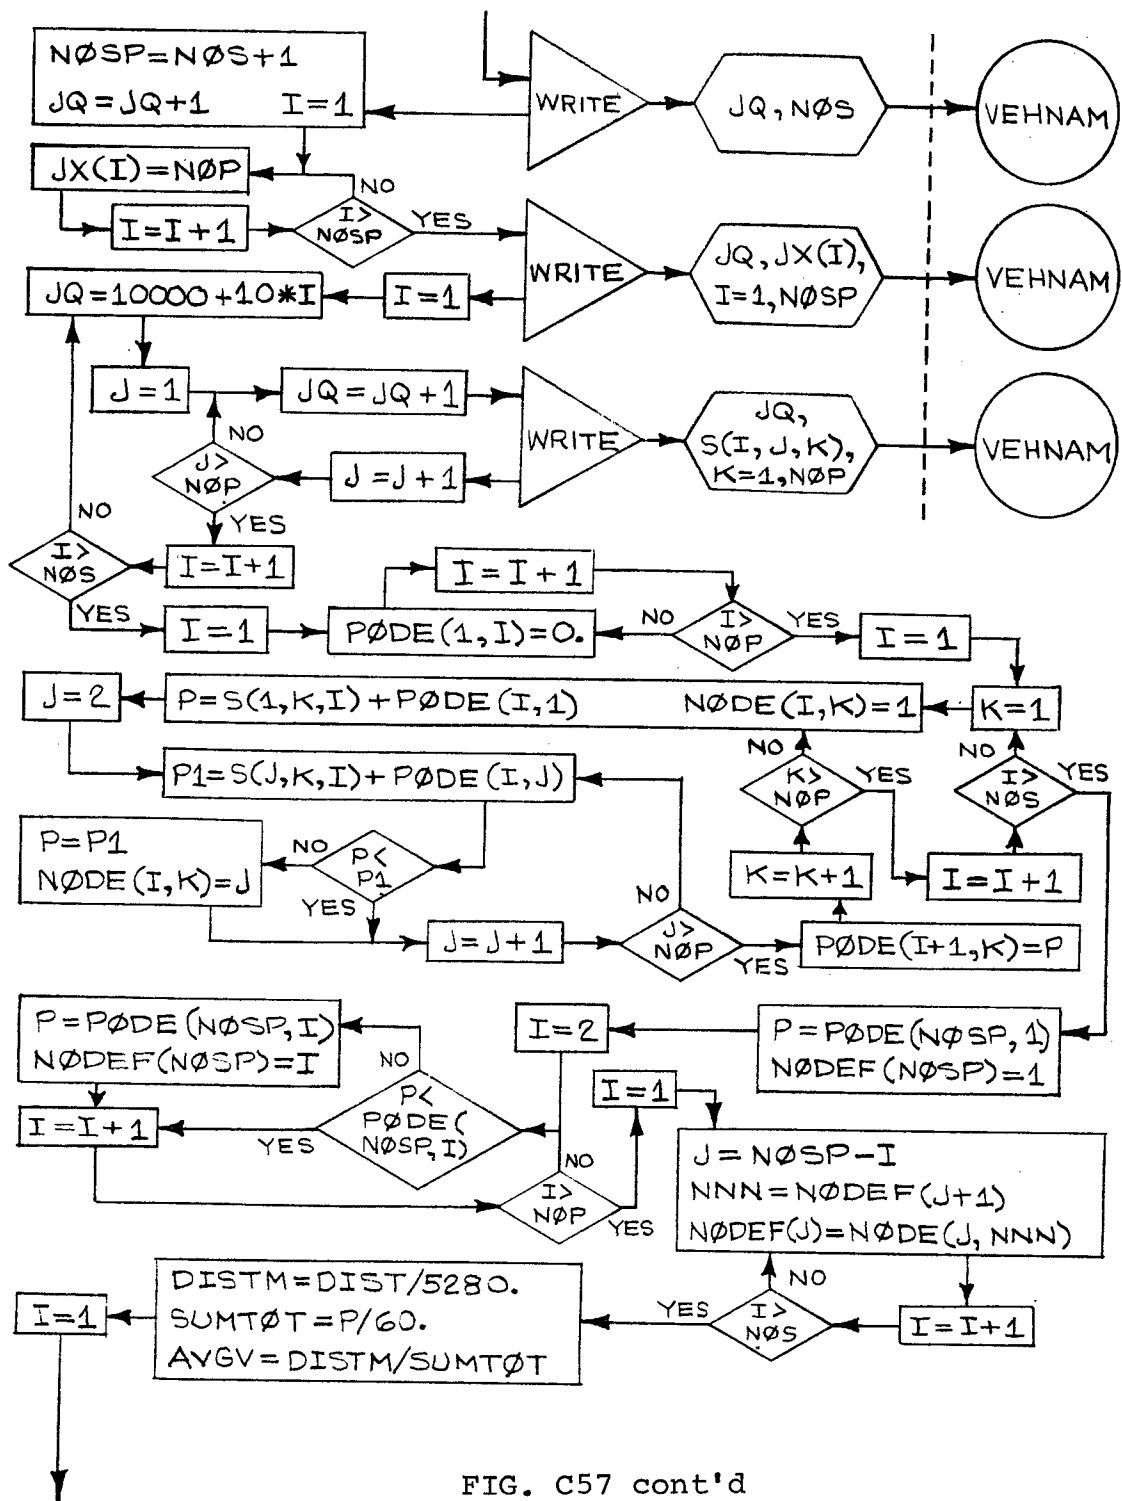 NØSP=NØS+1
JQ=JQ+1 I=1
WRITE
JQ, NØS
VEHNAM
JX(I)=NØP
NO
I=I+1
I>
NØSP
YES
WRITE
JQ, JX(I),
I=1, NØSP
VEHNAM
JQ=10000+10*I
I=1
J=1
JQ=JQ+1
WRITE
JQ,
S(I, J, K),
K=1, NØP
VEHNAM
NO
J>
NØP
J=J+1
YES
NO
I>
NØS
I=I+1
YES
I=1
I=I+1
PØDE(1,I)=0.
NO
I>
NØP
YES
I=1
J=2
P=S(1,K,I)+PØDE(I,1) NØDE(I,K)=1
K=1
NO
NO
P1=S(J,K,I)+PØDE(I,J)
K>
NØP
YES
I>
NØS
YES
P=P1
NØDE(I,K)=J
NO
P<
P1
YES
K=K+1
I=I+1
NO
J=J+1
J>
NØP
YES
PØDE(I+1,K)=P
P=PØDE(NØSP,I)
NØDEF(NØSP)=I
I=2
P=PØDE(NØSP,1)
NØDEF(NØSP)=1
NO
I=1
I=I+1
YES
P<
PØDE(
NØSP,I)
NO
I>
NØP
YES
J=NØSP-I
NNN=NØDEF(J+1)
NØDEF(J)=NØDE(J,NNN)
NO
I=1
DISTM=DIST/5280.
SUMTØT=P/60.
AVGV=DISTM/SUMTØT
YES
I>
NØS
I=I+1
FIG. C57 cont'd